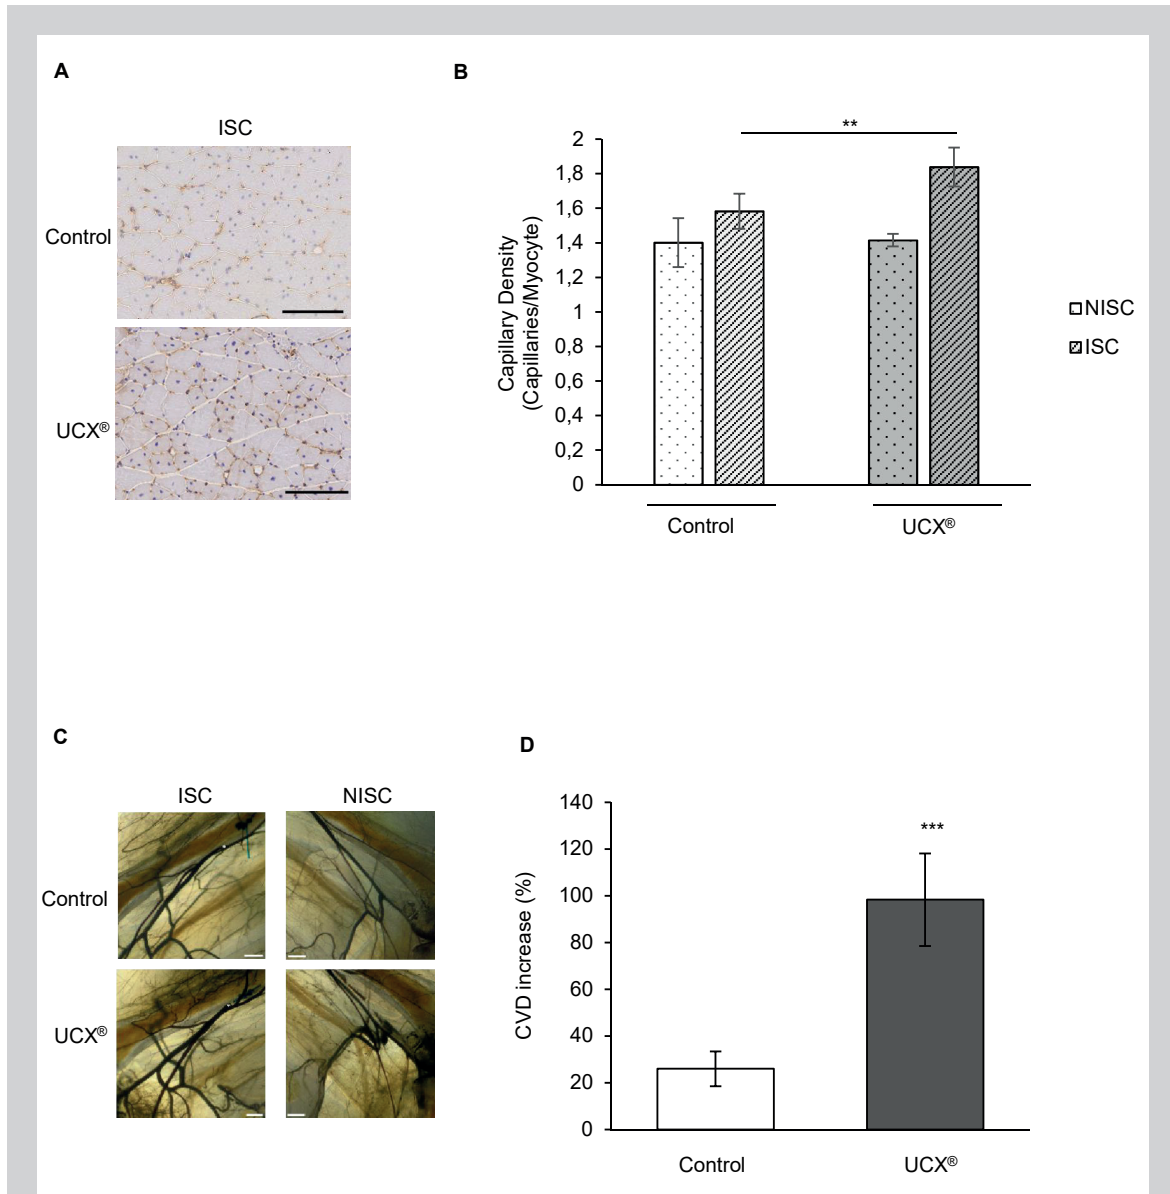 A
B
ISC
Control
UCX®
**
2
1,8
1,6
1,4
1,2
1
0,8
0,6
0,4
0,2
0
Capillary Density
(Capillaries/Myocyte)
NISC
ISC
Control
UCX®
C
D
ISC
NISC
Control
UCX®
140
120
100
80
60
40
20
0
CVD increase (%)
***
Control
UCX®